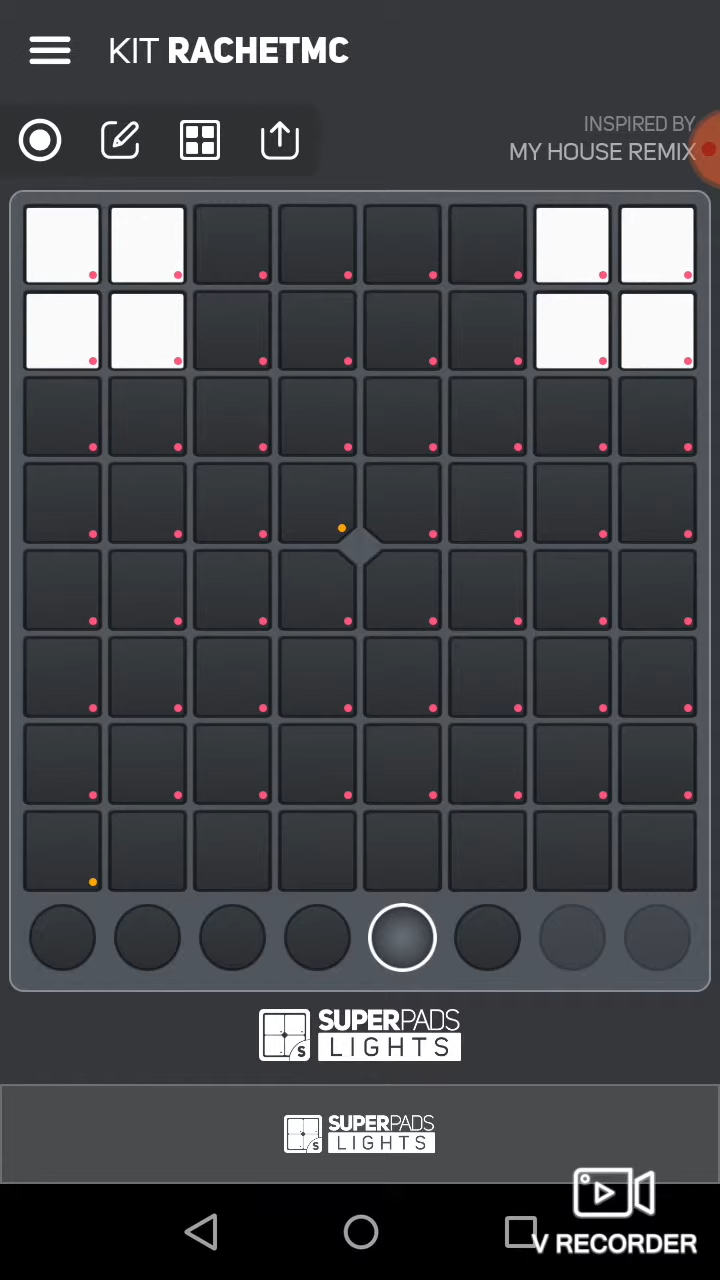 KIT RACHETMC
INSPIRED BY
MY HOUSE REMIX
SUPERPADS
LIGHTS
S
SUPERPADS
LIGHTS
S
V RECORDER